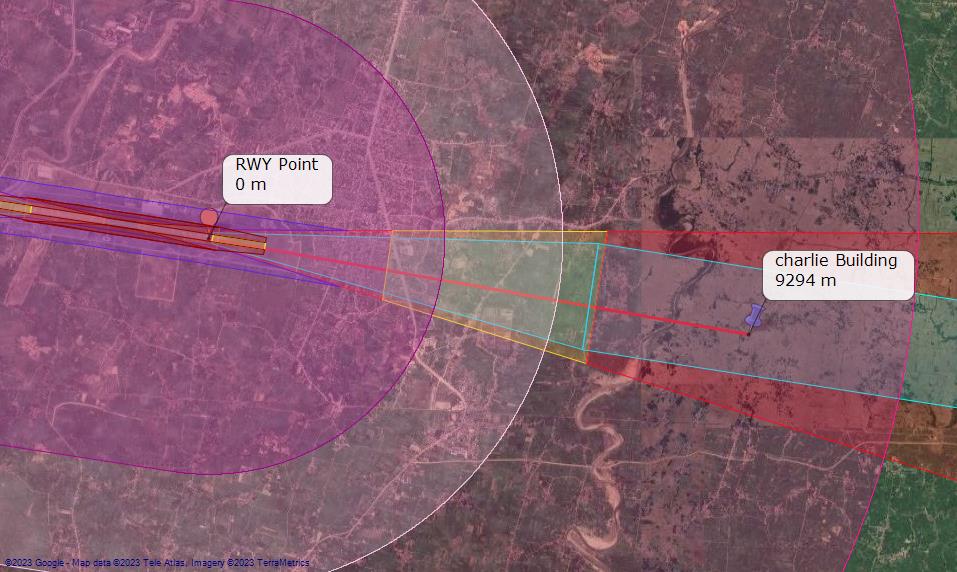 RWY Point
0 m
charlie Building
9294 m
©2023 Google - Map data ©2023 Tele Atlas, Imagery ©2023 TerraMetrics